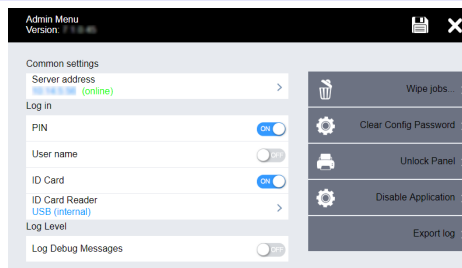 Admin Menu
Version:
Common settings
Server address
(online)
Log in
PIN
ON
User name
OFF
ID Card
ON
ID Card Reader
USB (internal)
Log Level
Log Debug Messages
OFF
Wipe jobs...
Clear Config Password
Unlock Panel
Disable Application
Export log